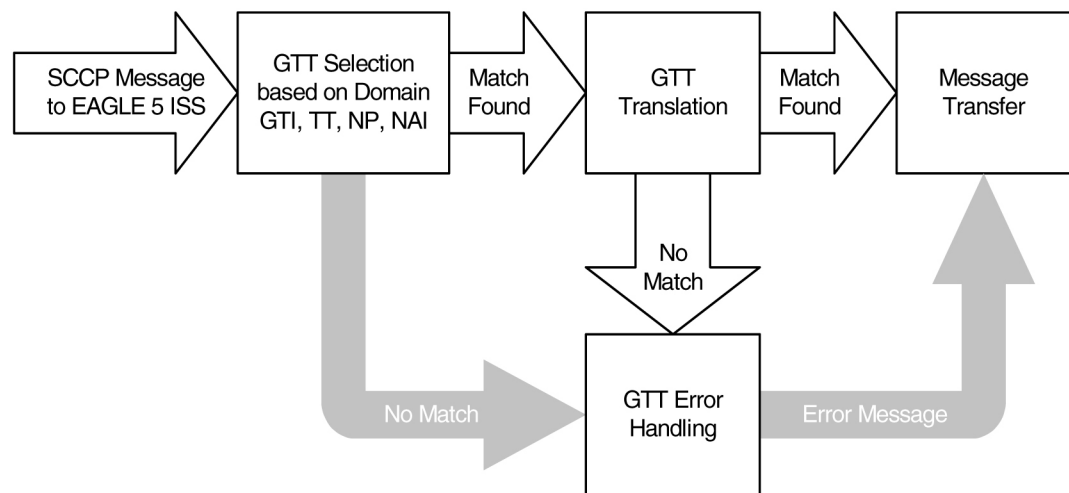 SCCP Message
to EAGLE 5 ISS
GTT Selection
based on Domain
GTI, TT, NP, NAI
Match
Found
GTT
Translation
Match
Found
Message
Transfer
No
Match
No Match
GTT Error
Handling
Error Message